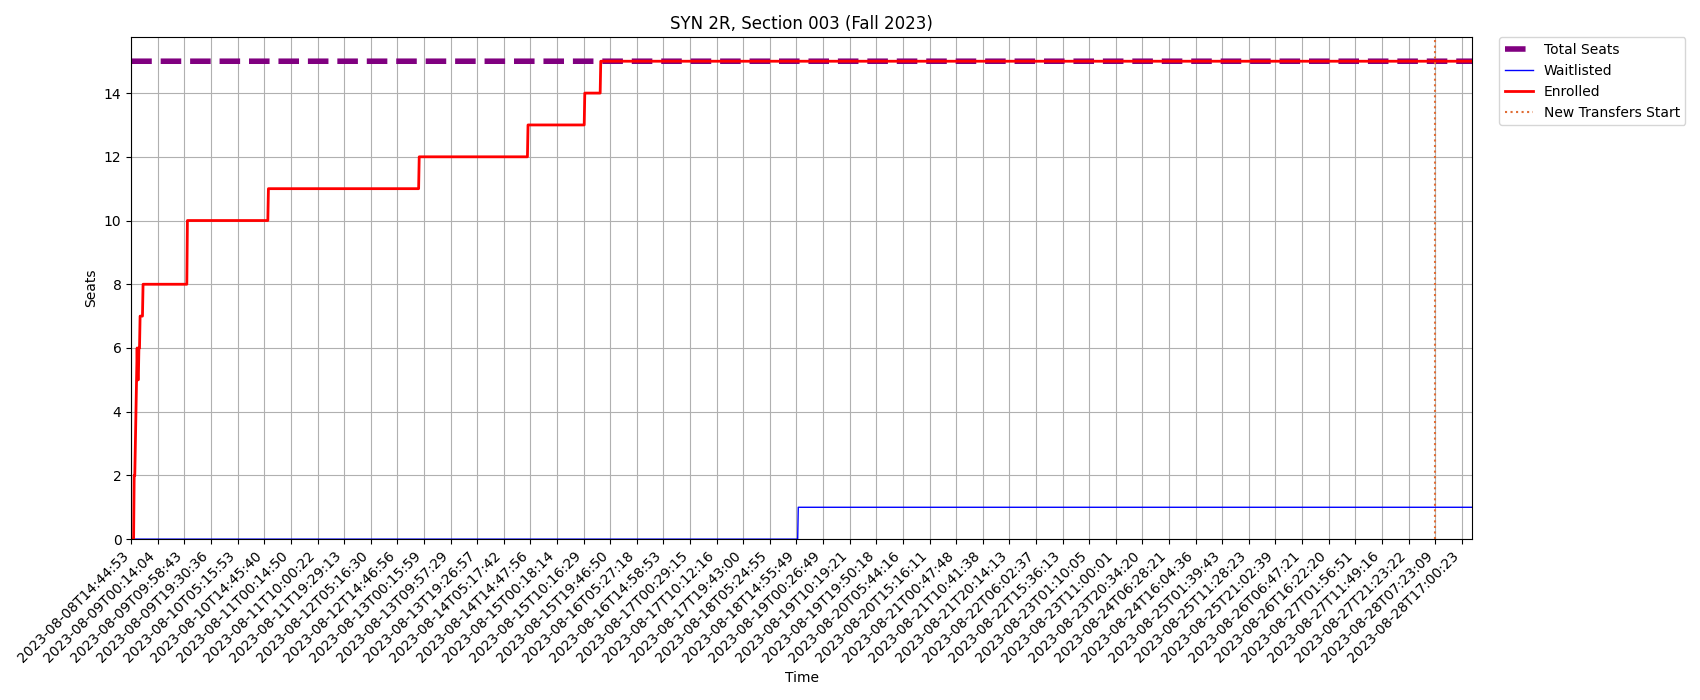 SYN 2R, Section 003 (Fall 2023)
Total Seats
Waitlisted
Enrolled
New Transfers Start
Seats
14
12
10
8
6
4
2
0
2023-08-08T14:44:53
2023-08-09T00:14:04
2023-08-09T09:58:43
2023-08-09T19:30:36
2023-08-10T05:15:53
2023-08-10T14:45:40
2023-08-11T00:14:50
2023-08-11T10:00:22
2023-08-11T19:29:13
2023-08-12T05:16:30
2023-08-12T14:46:56
2023-08-13T00:15:59
2023-08-13T09:57:29
2023-08-13T19:26:57
2023-08-14T05:17:42
2023-08-14T14:47:56
2023-08-15T00:18:14
2023-08-15T10:16:29
2023-08-15T19:46:50
2023-08-16T05:27:18
2023-08-16T14:58:53
2023-08-17T00:29:15
2023-08-17T10:12:16
2023-08-17T19:43:00
2023-08-18T05:24:55
2023-08-18T14:55:49
2023-08-19T00:26:49
2023-08-19T10:19:21
2023-08-19T19:50:18
2023-08-20T05:44:16
2023-08-20T15:16:11
2023-08-21T00:47:48
2023-08-21T10:41:38
2023-08-21T20:14:13
2023-08-22T06:02:37
2023-08-22T15:36:13
2023-08-23T01:10:05
2023-08-23T11:00:01
2023-08-23T20:34:20
2023-08-24T06:28:21
2023-08-24T16:04:36
2023-08-25T01:39:43
2023-08-25T11:28:23
2023-08-25T21:02:39
2023-08-26T06:47:21
2023-08-26T16:22:20
2023-08-27T01:56:51
2023-08-27T11:49:16
2023-08-27T21:23:22
2023-08-28T07:23:09
2023-08-28T17:00:23
Time